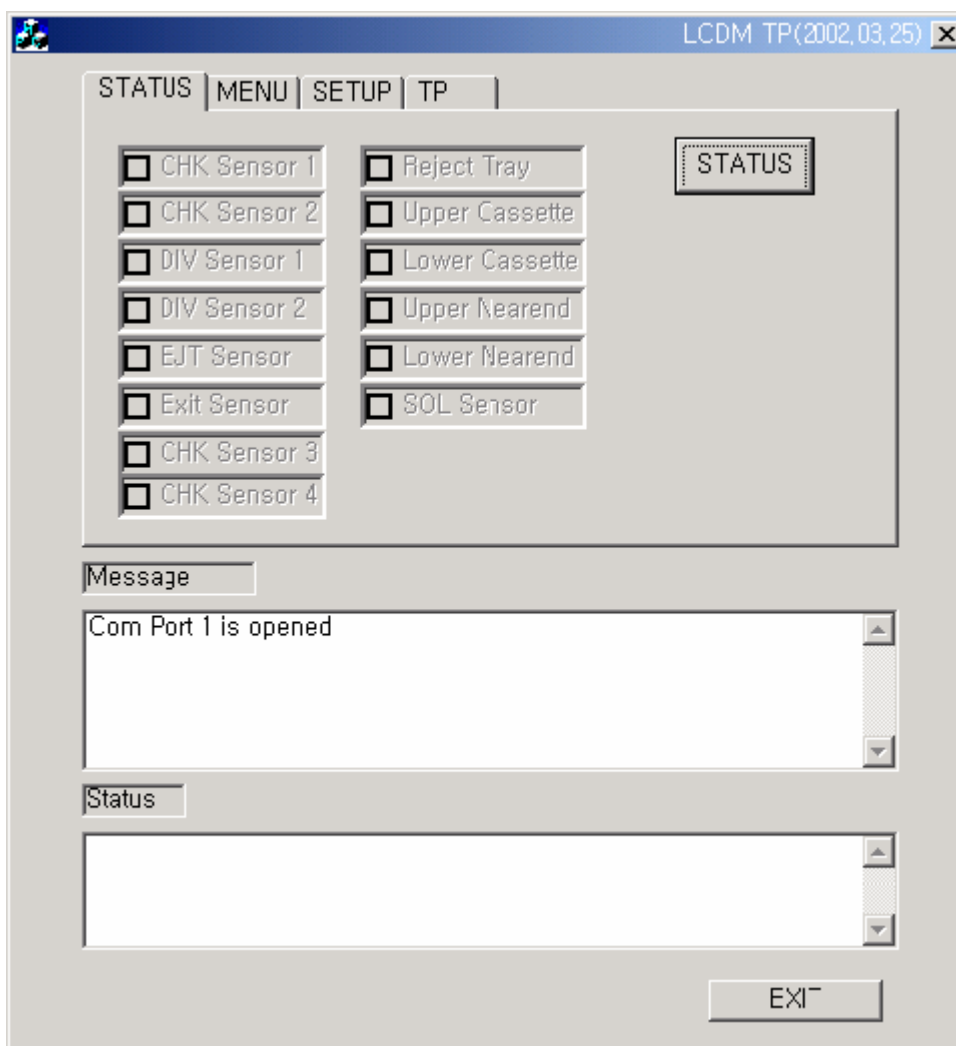 LCDM TP(2002,03,25)
STATUS MENU SETUP TP
CHK Sensor 1 Reject Tray STATUS
CHK Sensor 2 Upper Cassette
DIV Sensor 1 Lower Cassette
DIV Sensor 2 Upper Nearend
EJT Sensor Lower Nearend
Exit Sensor SOL Sensor
CHK Sensor 3
CHK Sensor 4
Message
Com Port 1 is opened
Status
EXIT